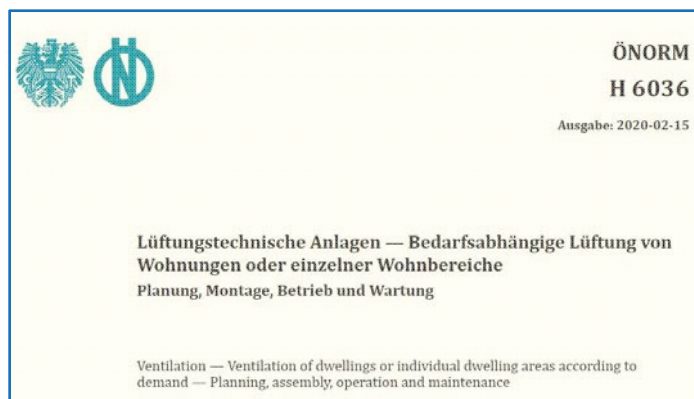 ÖNORM
H 6036
Ausgabe: 2020-02-15
Lüftungstechnische Anlagen — Bedarfsabhängige Lüftung von
Wohnungen oder einzelner Wohnbereiche
Planung, Montage, Betrieb und Wartung
Ventilation — Ventilation of dwellings or individual dwelling areas according to
demand — Planning, assembly, operation and maintenance